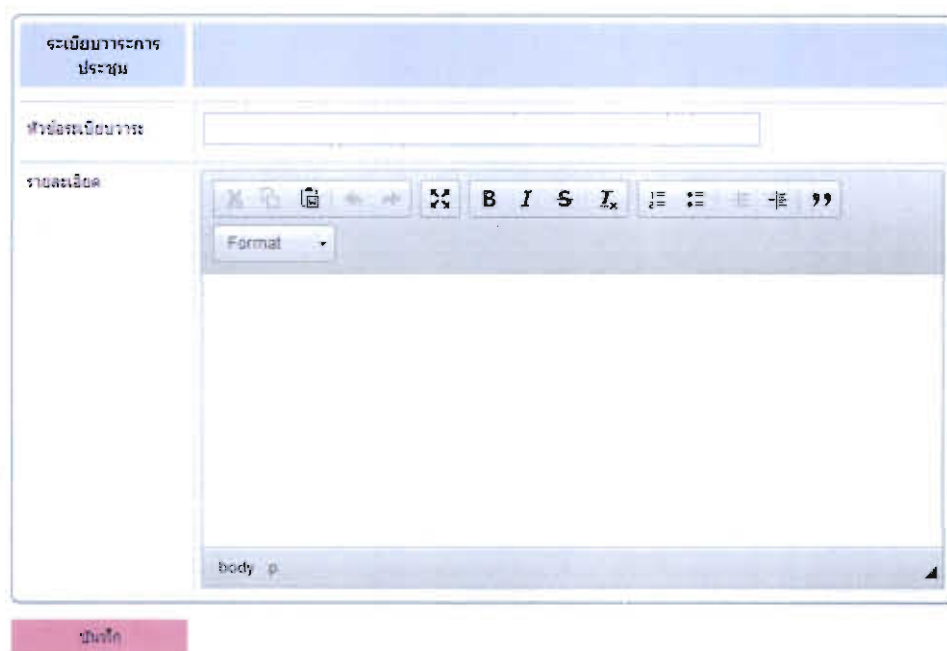 ระเบียบวาระการ
ประชุม
หัวข้อระเบียบวาระ
รายละเอียด
B I S Ix
Format
body p
บันทึก